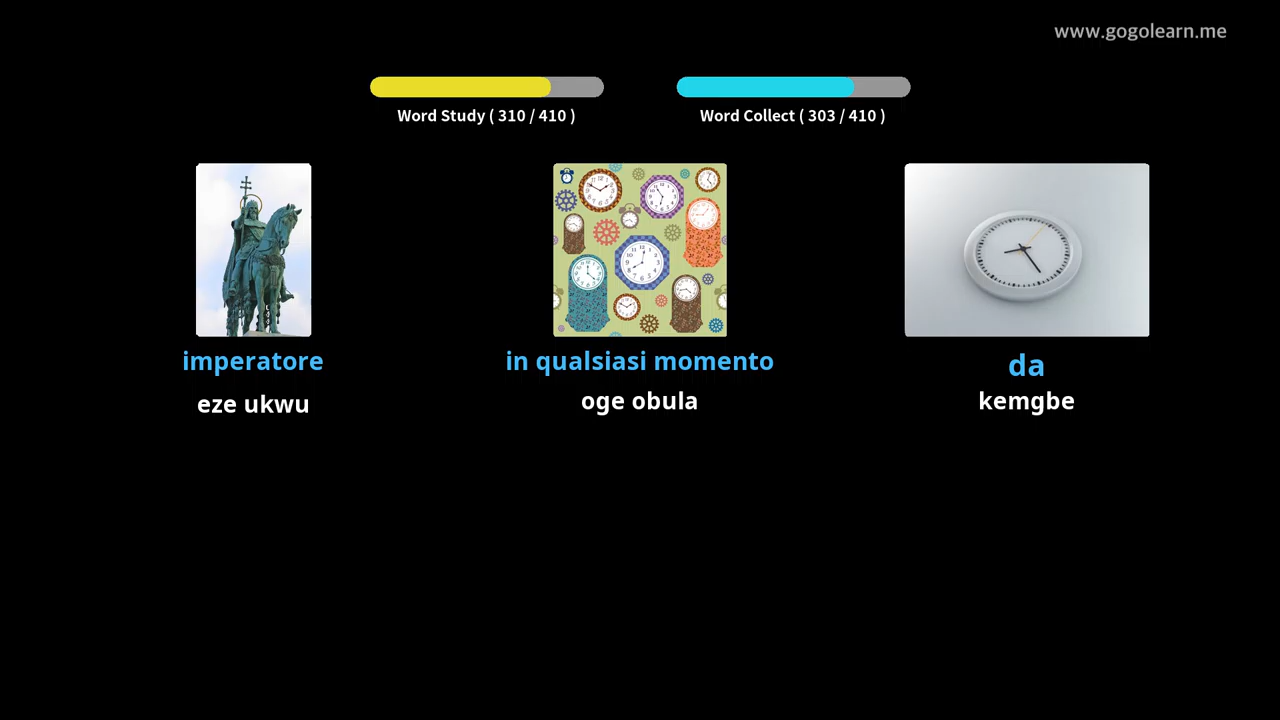 www.gogolearn.me
Word Study ( 310 / 410 )
Word Collect ( 303 / 410 )
imperatore
eze ukwu
in qualsiasi momento
oge obula
da
kemgbe